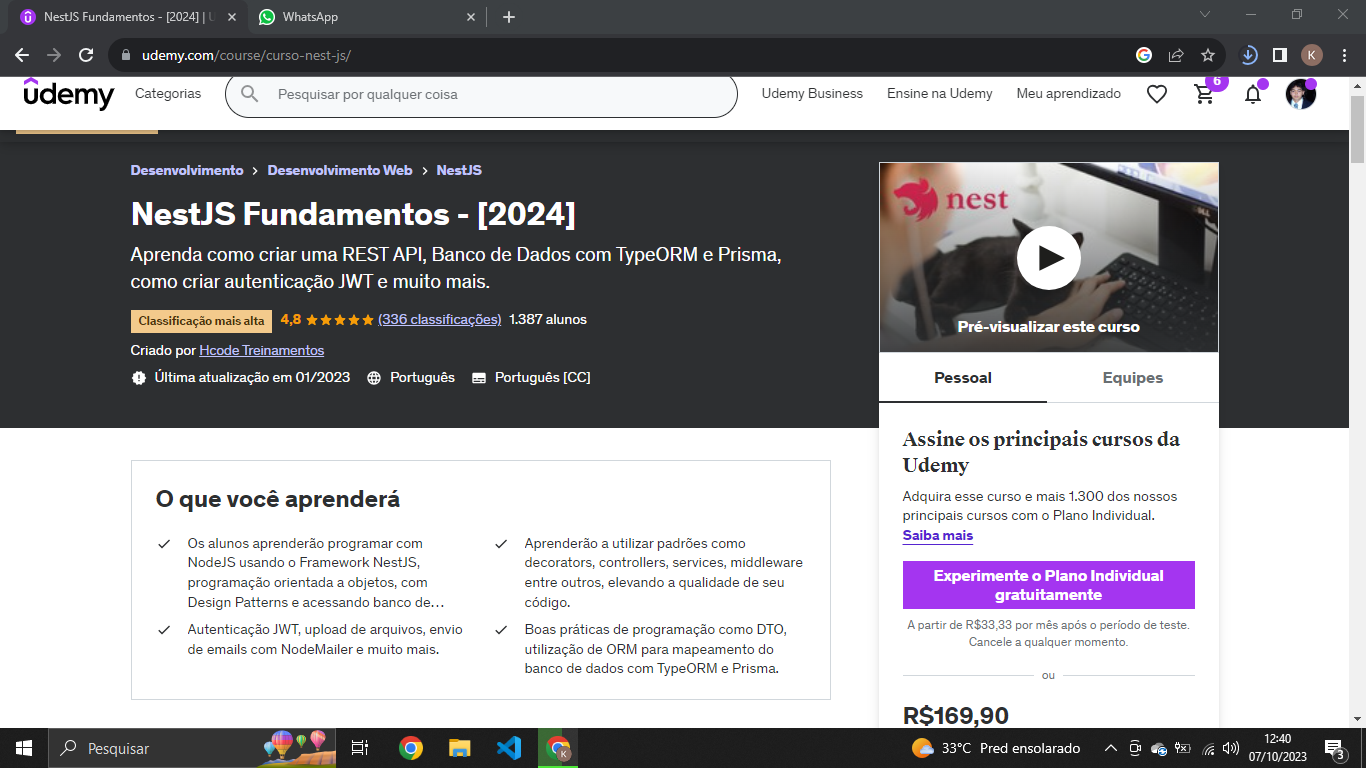 NestJS Fundamentos - [2024] | U
WhatsApp
udemy.com/course/curso-nest-js/
K
udemy
Categorias
Pesquisar por qualquer coisa
Udemy Business
Ensine na Udemy
Meu aprendizado
6
Desenvolvimento > Desenvolvimento Web > NestJS
NestJS Fundamentos - [2024]
Aprenda como criar uma REST API, Banco de Dados com TypeORM e Prisma,
como criar autenticação JWT e muito mais.
Classificação mais alta 4,8 (336 classificações) 1.387 alunos
Criado por Hcode Treinamentos
Última atualização em 01/2023 Português Português [CC]
nest
DELL
Pré-visualizar este curso
Pessoal
Equipes
Assine os principais cursos da
Udemy
Adquira esse curso e mais 1.300 dos nossos
principais cursos com o Plano Individual.
Saiba mais
Experimente o Plano Individual
gratuitamente
A partir de R$33,33 por mês após o período de teste.
Cancele a qualquer momento.
ou
R$169,90
O que você aprenderá
Os alunos aprenderão programar com
NodeJS usando o Framework NestJS,
programação orientada a objetos, com
Design Patterns e acessando banco de…
Aprenderão a utilizar padrões como
decorators, controllers, services, middleware
entre outros, elevando a qualidade de seu
código.
Autenticação JWT, upload de arquivos, envio
de emails com NodeMailer e muito mais.
Boas práticas de programação como DTO,
utilização de ORM para mapeamento do
banco de dados com TypeORM e Prisma.
Pesquisar
K
33°C Pred ensolarado
12:40
07/10/2023
3